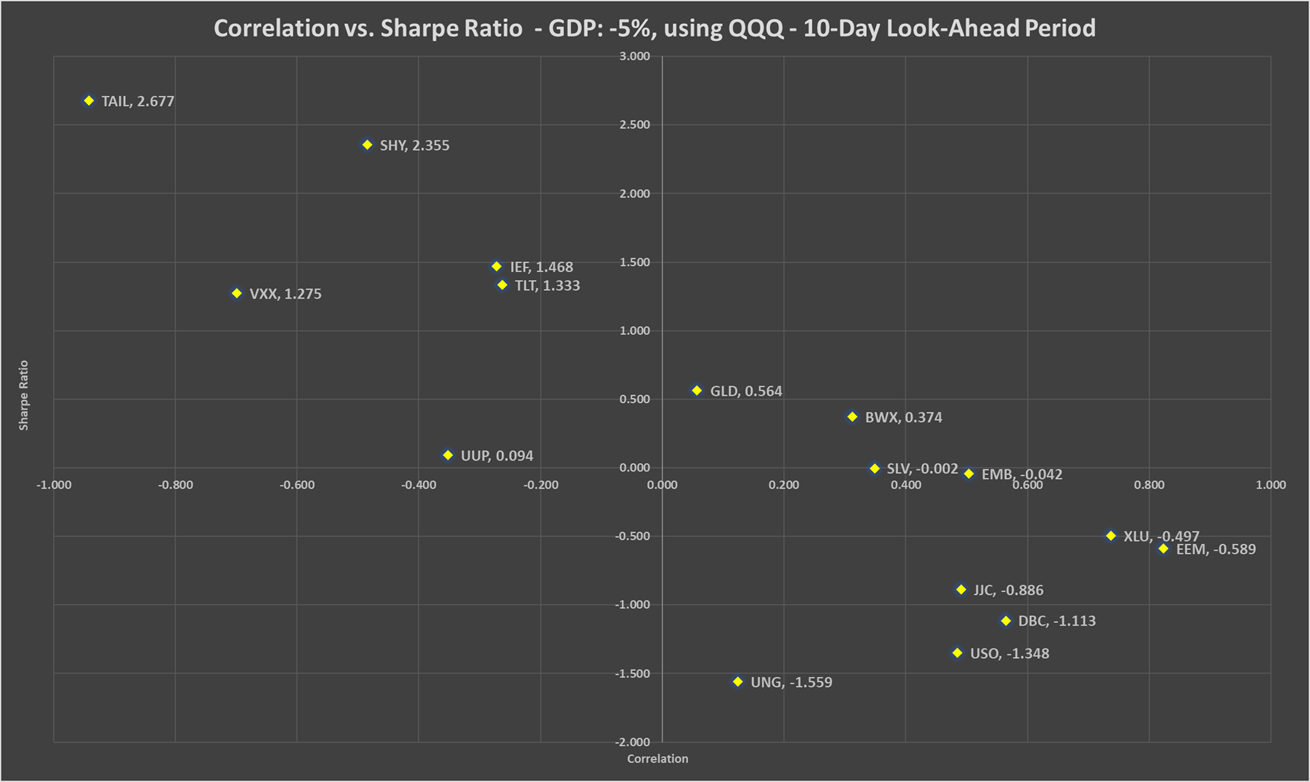 Correlation vs. Sharpe Ratio - GDP: -5%, using QQQ - 10-Day Look-Ahead Period
3.000
TAIL, 2.677
2.500
SHY, 2.355
2.000
1.500
IEF, 1.468
TLT, 1.333
VXX, 1.275
1.000
Sharpe Ratio
GLD, 0.564
0.500
BWX, 0.374
UUP, 0.094
0.000
SLV, -0.002
EMB, -0.042
-1.000 -0.800 -0.600 -0.400 -0.200 0.000 0.200 0.400 0.600 0.800 1.000
-0.500
XLU, -0.497
EEM, -0.589
JJC, -0.886
-1.000
DBC, -1.113
USO, -1.348
-1.500
UNG, -1.559
-2.000
Correlation